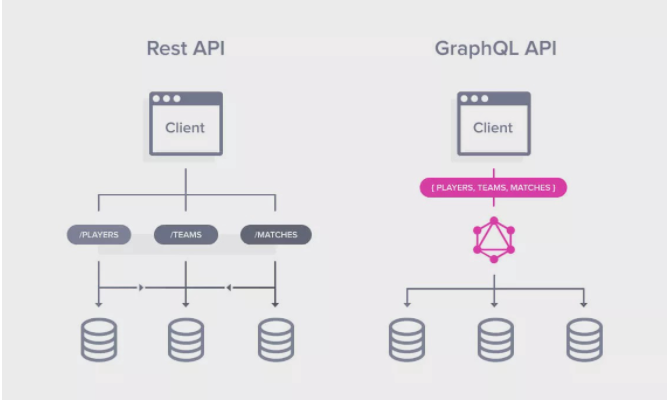 Rest API
Client
/PLAYERS
/TEAMS
/MATCHES
GraphQL API
Client
{ PLAYERS, TEAMS, MATCHES }